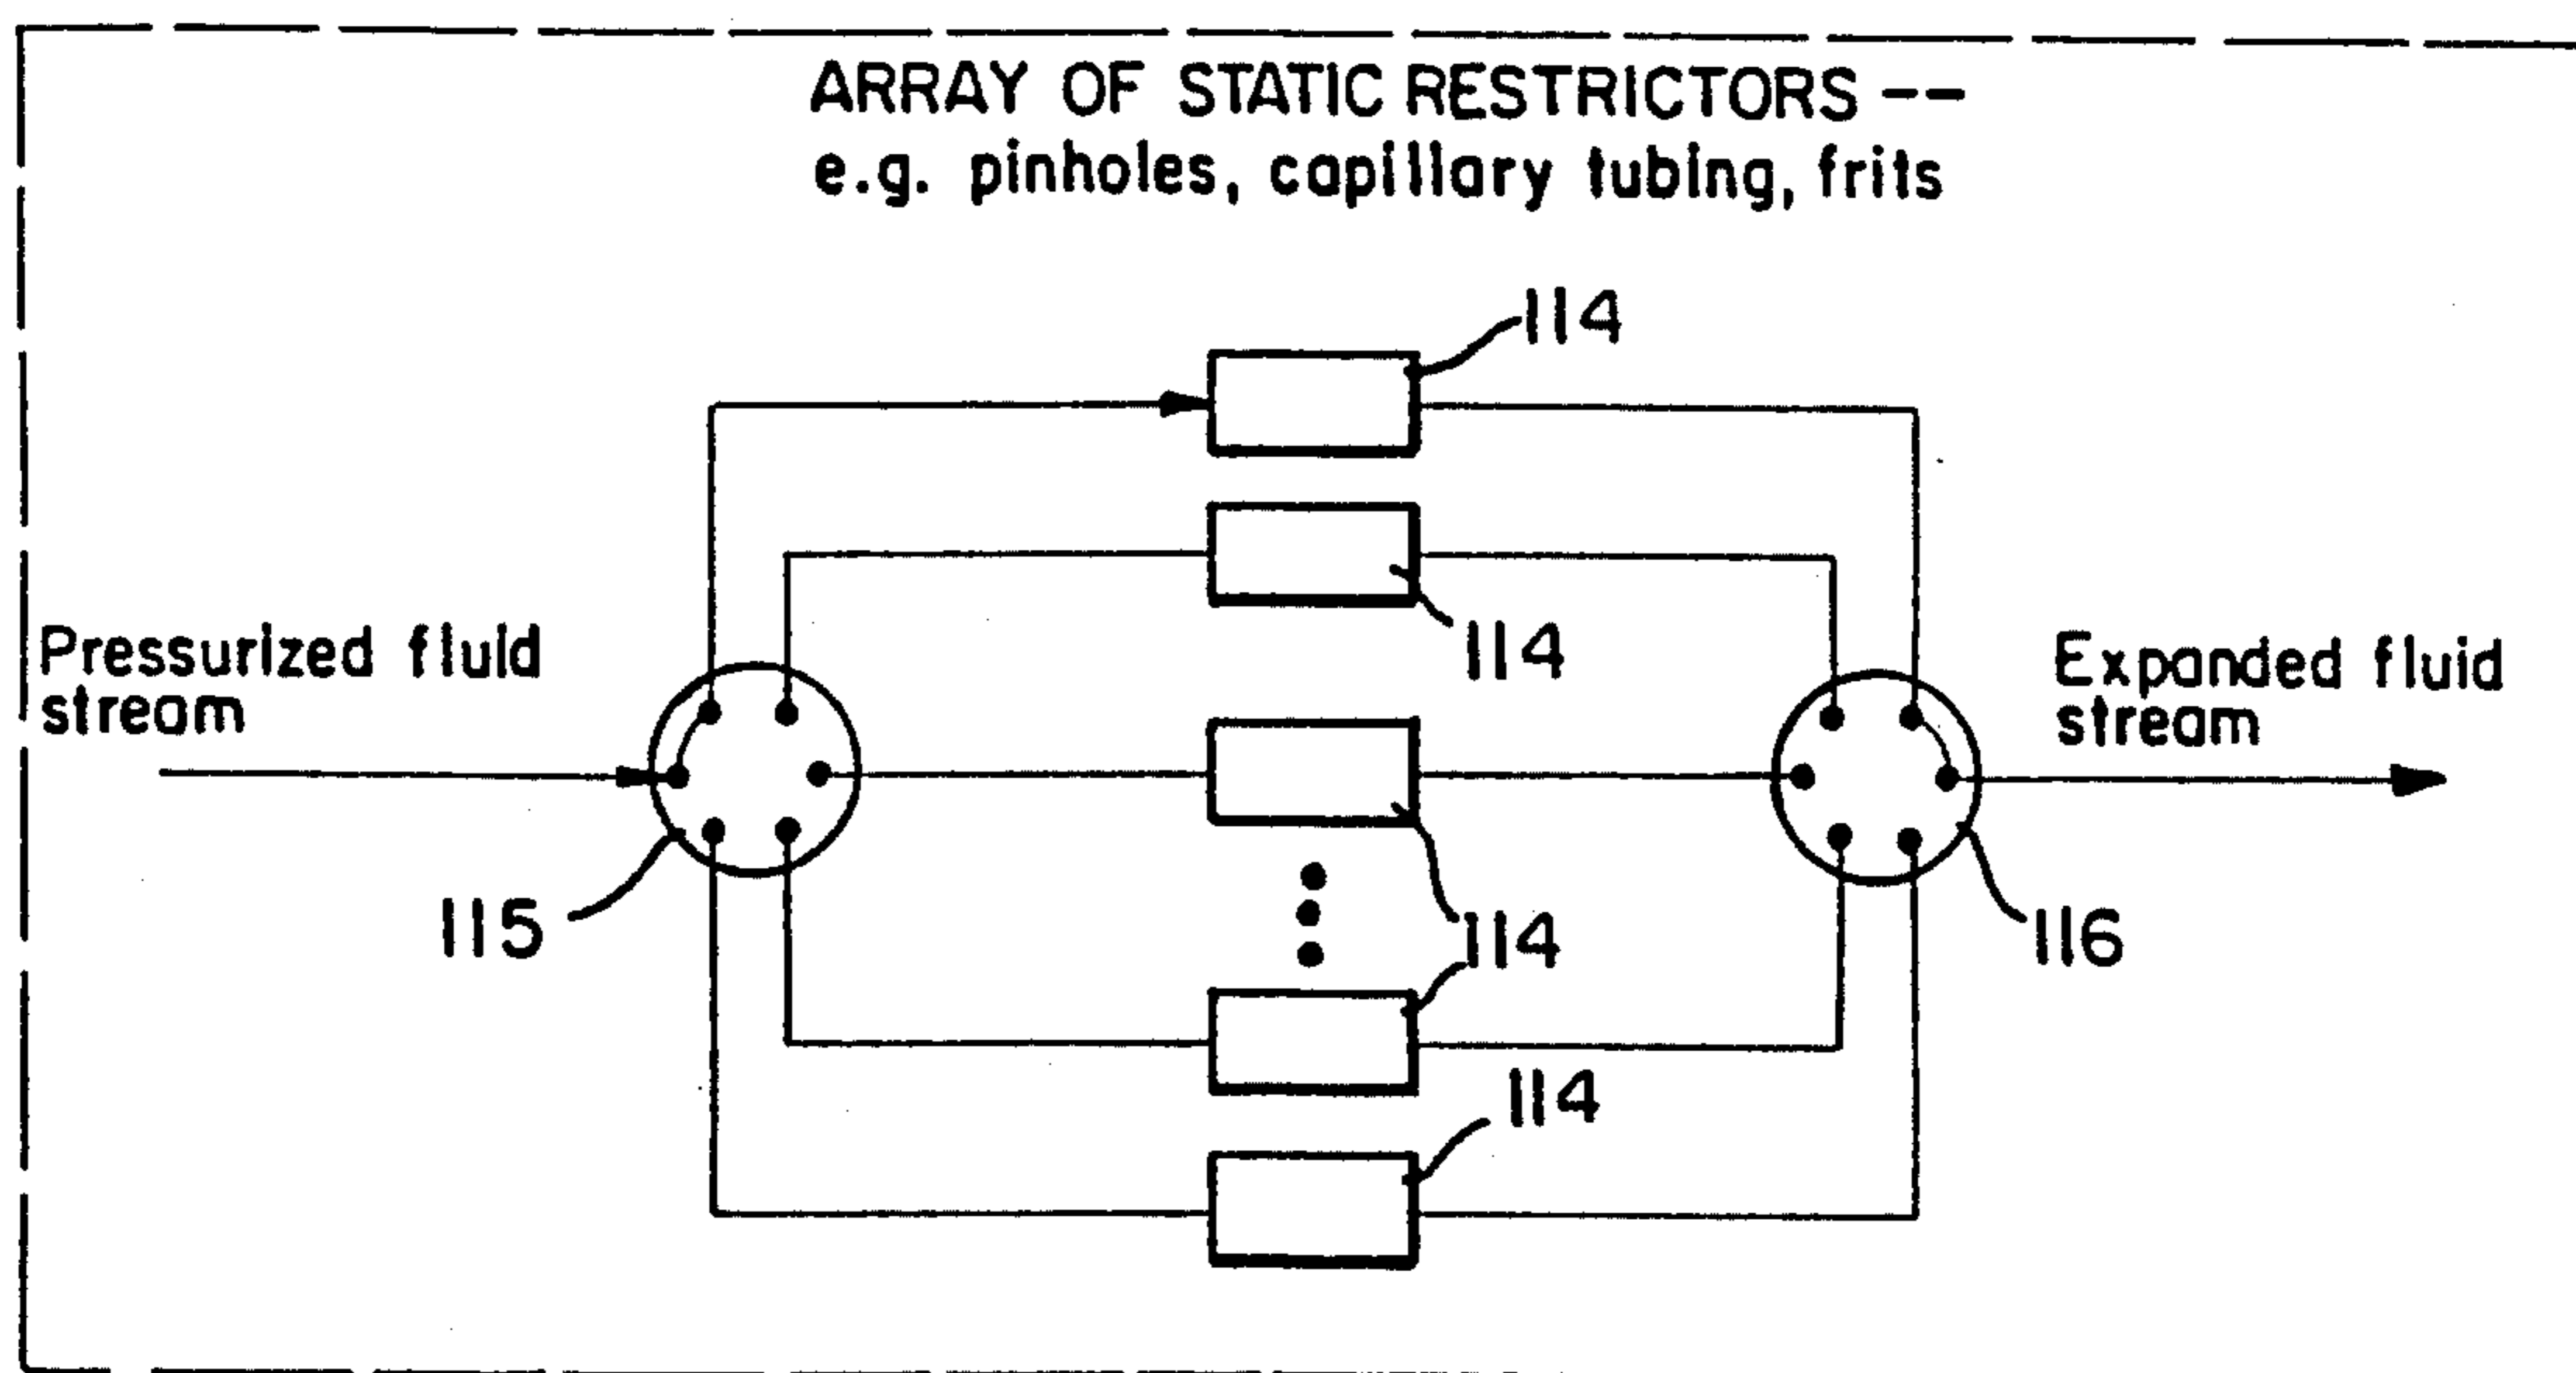 ARRAY OF STATIC RESTRICTORS --
e.g. pinholes, capillary tubing, frits
114
114
Pressurized fluid
stream
Expanded fluid
stream
115
114
116
114